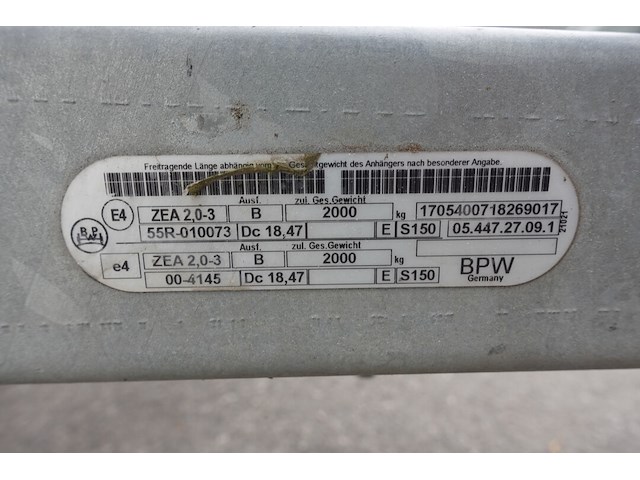 Freitragende Länge abhängig vom Gesamtgewicht des Anhängers nach besonderer Angabe.
Ausf. zul. Ges.Gewicht
E4 ZEA 2,0-3 B 2000 kg 1705400718269017
55R-010073 Dc 18,47 E S150 05.447.27.09.1
21021
BPW
Ausf. zul. Ges.Gewicht
e4 ZEA 2,0-3 B 2000 kg BPW
00-4145 Dc 18,47 E S150 Germany